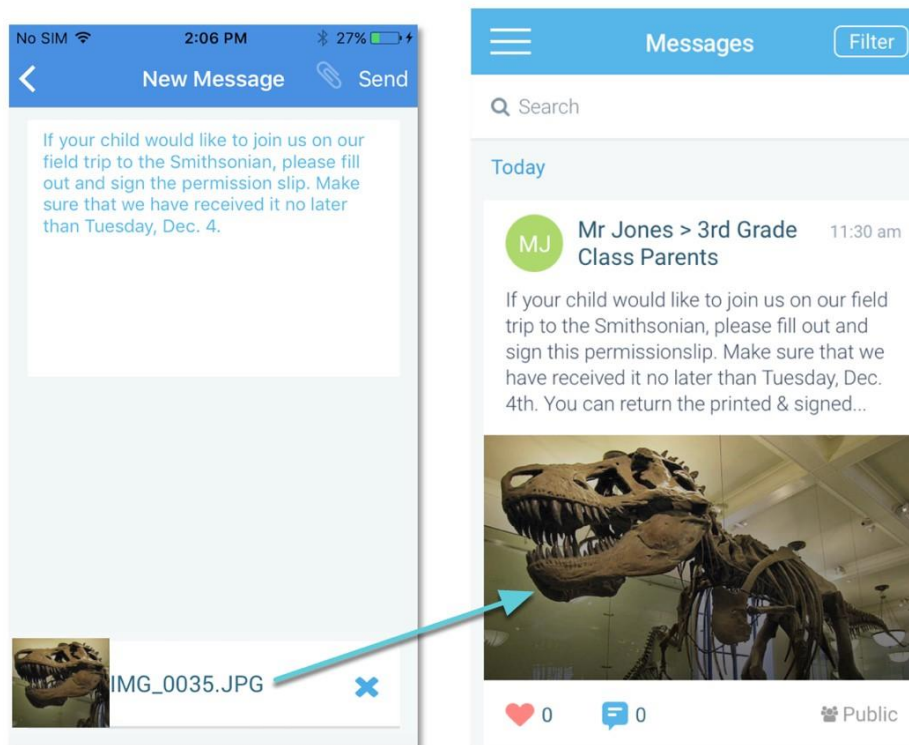 No SIM 2:06 PM 27%
New Message Send
If your child would like to join us on our
field trip to the Smithsonian, please fill
out and sign the permission slip. Make
sure that we have received it no later
than Tuesday, Dec. 4.
IMG_0035.JPG
Messages Filter
Search
Today
MJ
Mr Jones > 3rd Grade 11:30 am
Class Parents
If your child would like to join us on our field
trip to the Smithsonian, please fill out and
sign this permissionslip. Make sure that we
have received it no later than Tuesday, Dec.
4th. You can return the printed & signed...
0 0 Public